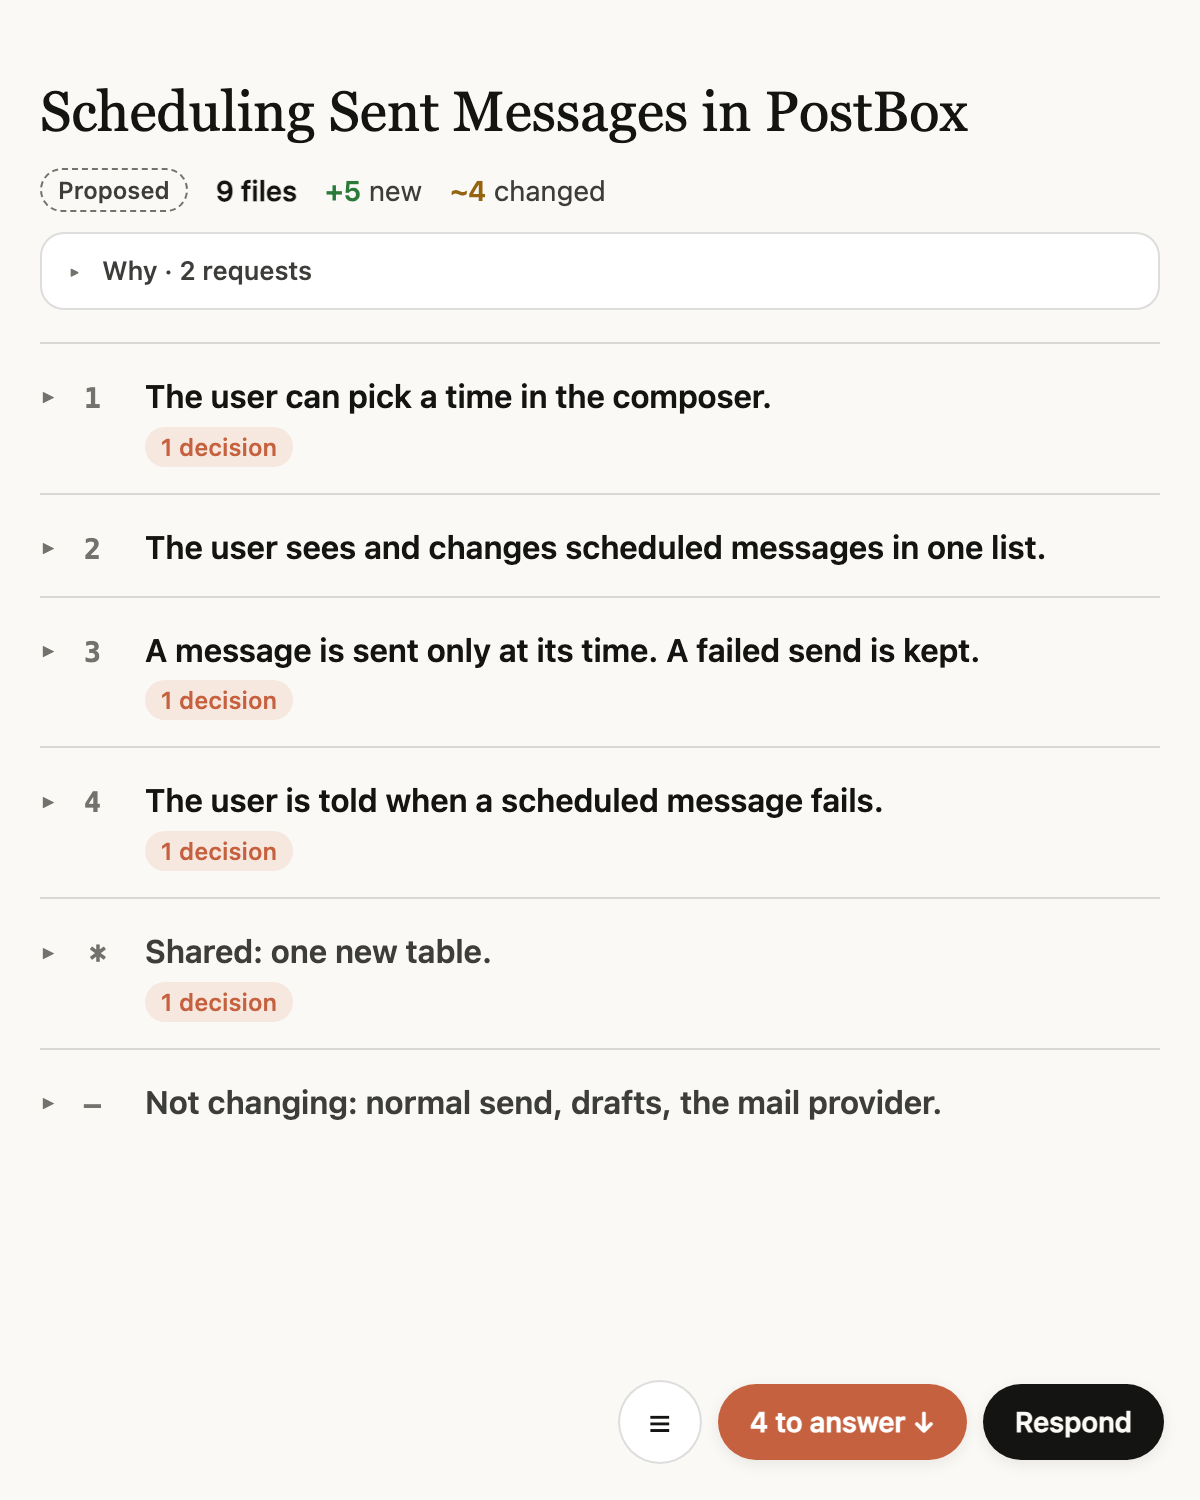 Scheduling Sent Messages in PostBox
Proposed 9 files +5 new ~4 changed
▸ Why · 2 requests
▸ 1 The user can pick a time in the composer.
1 decision
▸ 2 The user sees and changes scheduled messages in one list.
▸ 3 A message is sent only at its time. A failed send is kept.
1 decision
▸ 4 The user is told when a scheduled message fails.
1 decision
▸ * Shared: one new table.
1 decision
▸ – Not changing: normal send, drafts, the mail provider.
≡ 4 to answer ↓ Respond